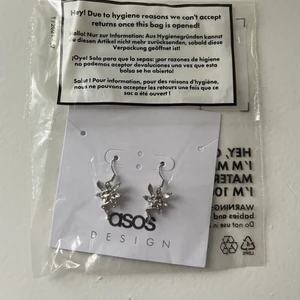 Hey! Due to hygiene reasons we can't accept
returns once this bag is opened!
Hallo! Nur zur Information: Aus Hygienegründen kannst
du diesen Artikel nicht mehr zurücksenden, sobald diese
Verpackung geöffnet ist!
¡Oye! Solo para que lo sepas: por razones de higiene
no podemos aceptar devoluciones una vez que esta
bolsa se ha abierto!
Salut! Pour information, pour des raisons d'hygiène,
nous ne pouvons accepter les retours une fois que ce
sac a été ouvert!
asos
DESIGN
HEY,
I'M M
MATER
I'M 10
WARNING
babies and
Do not use in